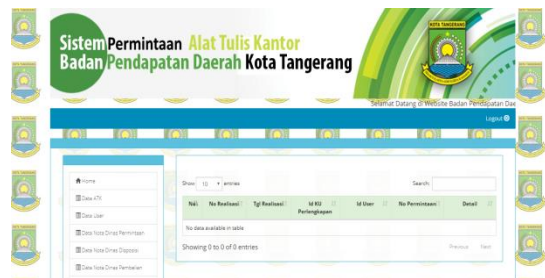 Sistem Permintaan Alat Tulis Kantor
Badan Pendapatan Daerah Kota Tangerang
KOTA TANGERANG
Selamat Datang di Website Badan Pendapatan Dae
Logout
Home
Data ATK
Data User
Data Nota Dinas Permintaan
Data Nota Dinas Disposisi
Data Nota Dinas Pembelian
Show 10 entries
Search:
No Realisasi Tgl Realisasi Id KU Perlengkapan Id User No Permintaan Detail
No data available in table
Showing 0 to 0 of 0 entries
Previous Next